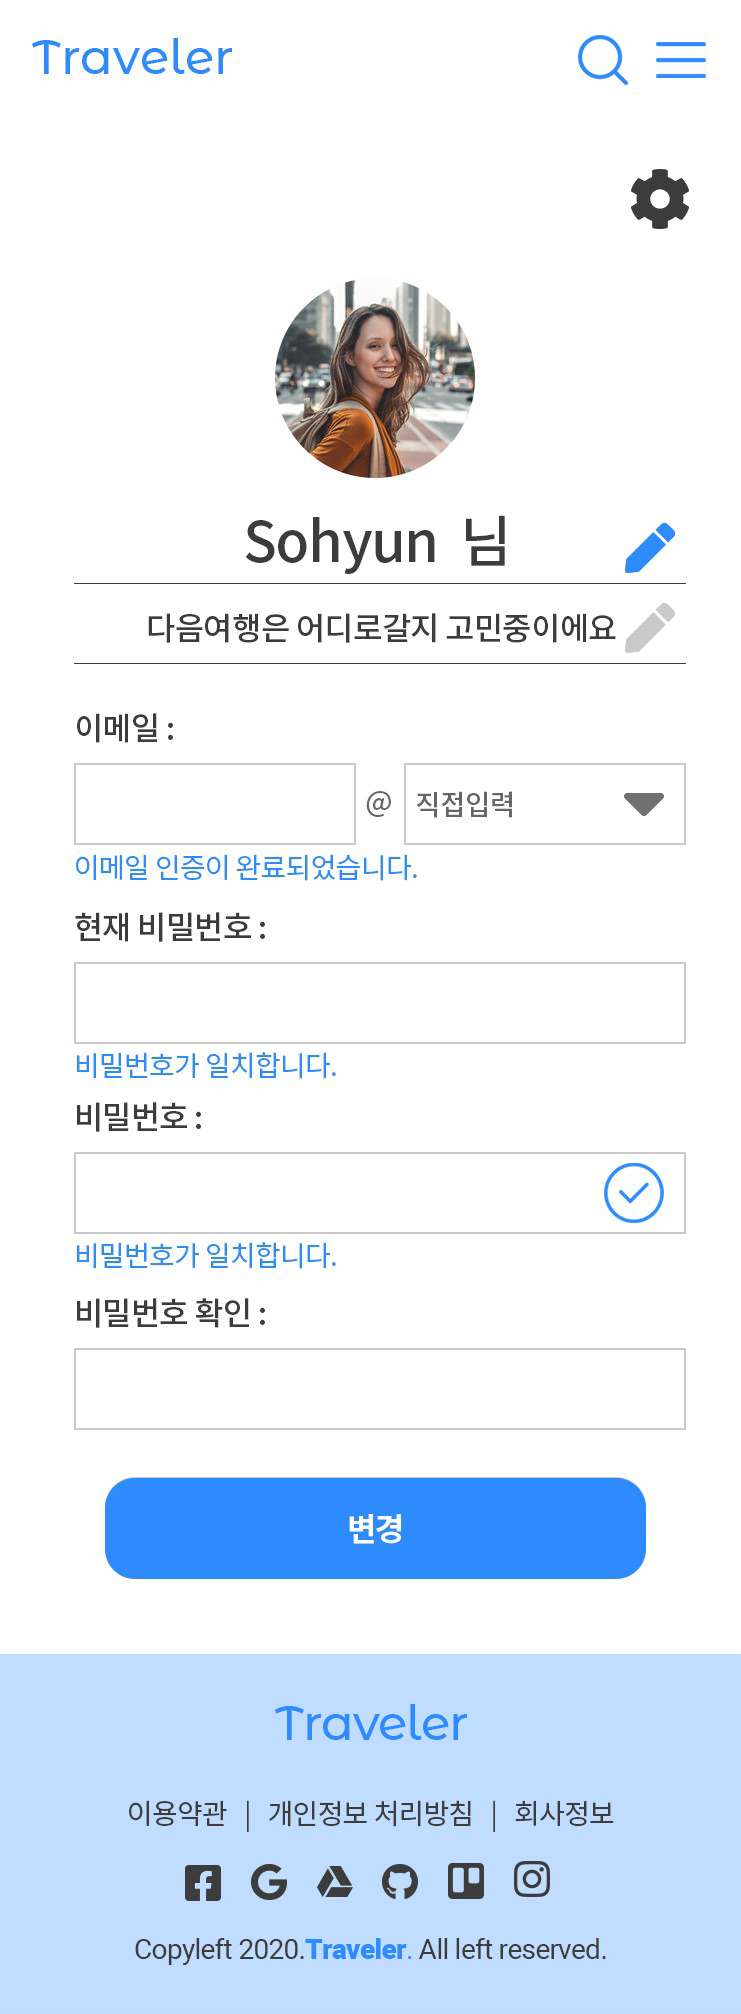 Traveler
Sohyun 님
다음여행은 어디로갈지 고민중이에요
이메일 :
@ 직접입력
이메일 인증이 완료되었습니다.
현재 비밀번호 :
비밀번호가 일치합니다.
비밀번호 :
비밀번호가 일치합니다.
비밀번호 확인 :
변경
Traveler
이용약관 | 개인정보 처리방침 | 회사정보
Copyleft 2020.Traveler. All left reserved.